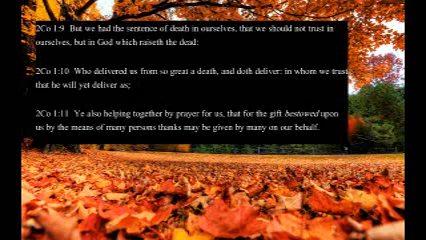 2Co 1:9 But we had the sentence of death in ourselves, that we should not trust in
ourselves, but in God which raiseth the dead:
2Co 1:10 Who delivered us from so great a death, and doth deliver: in whom we trust
that he will yet deliver us;
2Co 1:11 Ye also helping together by prayer for us, that for the gift bestowed upon
us by the means of many persons thanks may be given by many on our behalf.